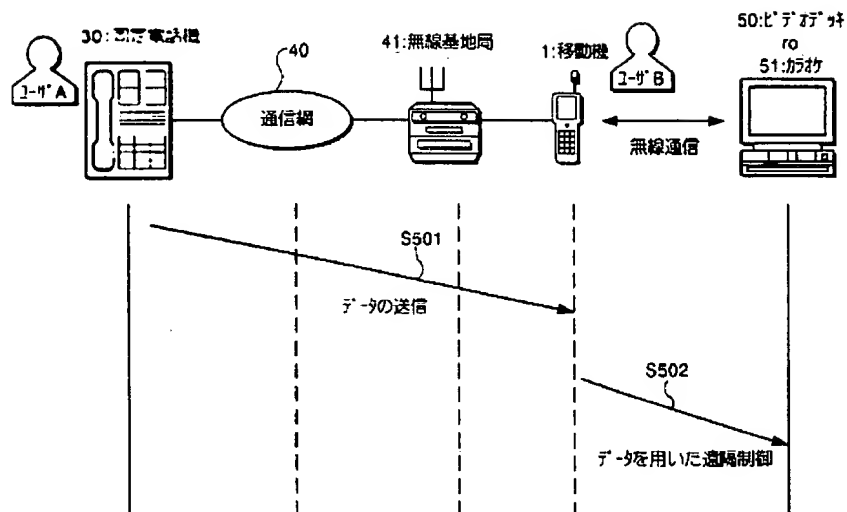 50:ビデオデッキ
ro
51:カラオケ
30:固定電話機
40
41:無線基地局
1:移動機
ユーザA
ユーザB
通信網
無線通信
S501
データの送信
S502
データを用いた遠隔制御